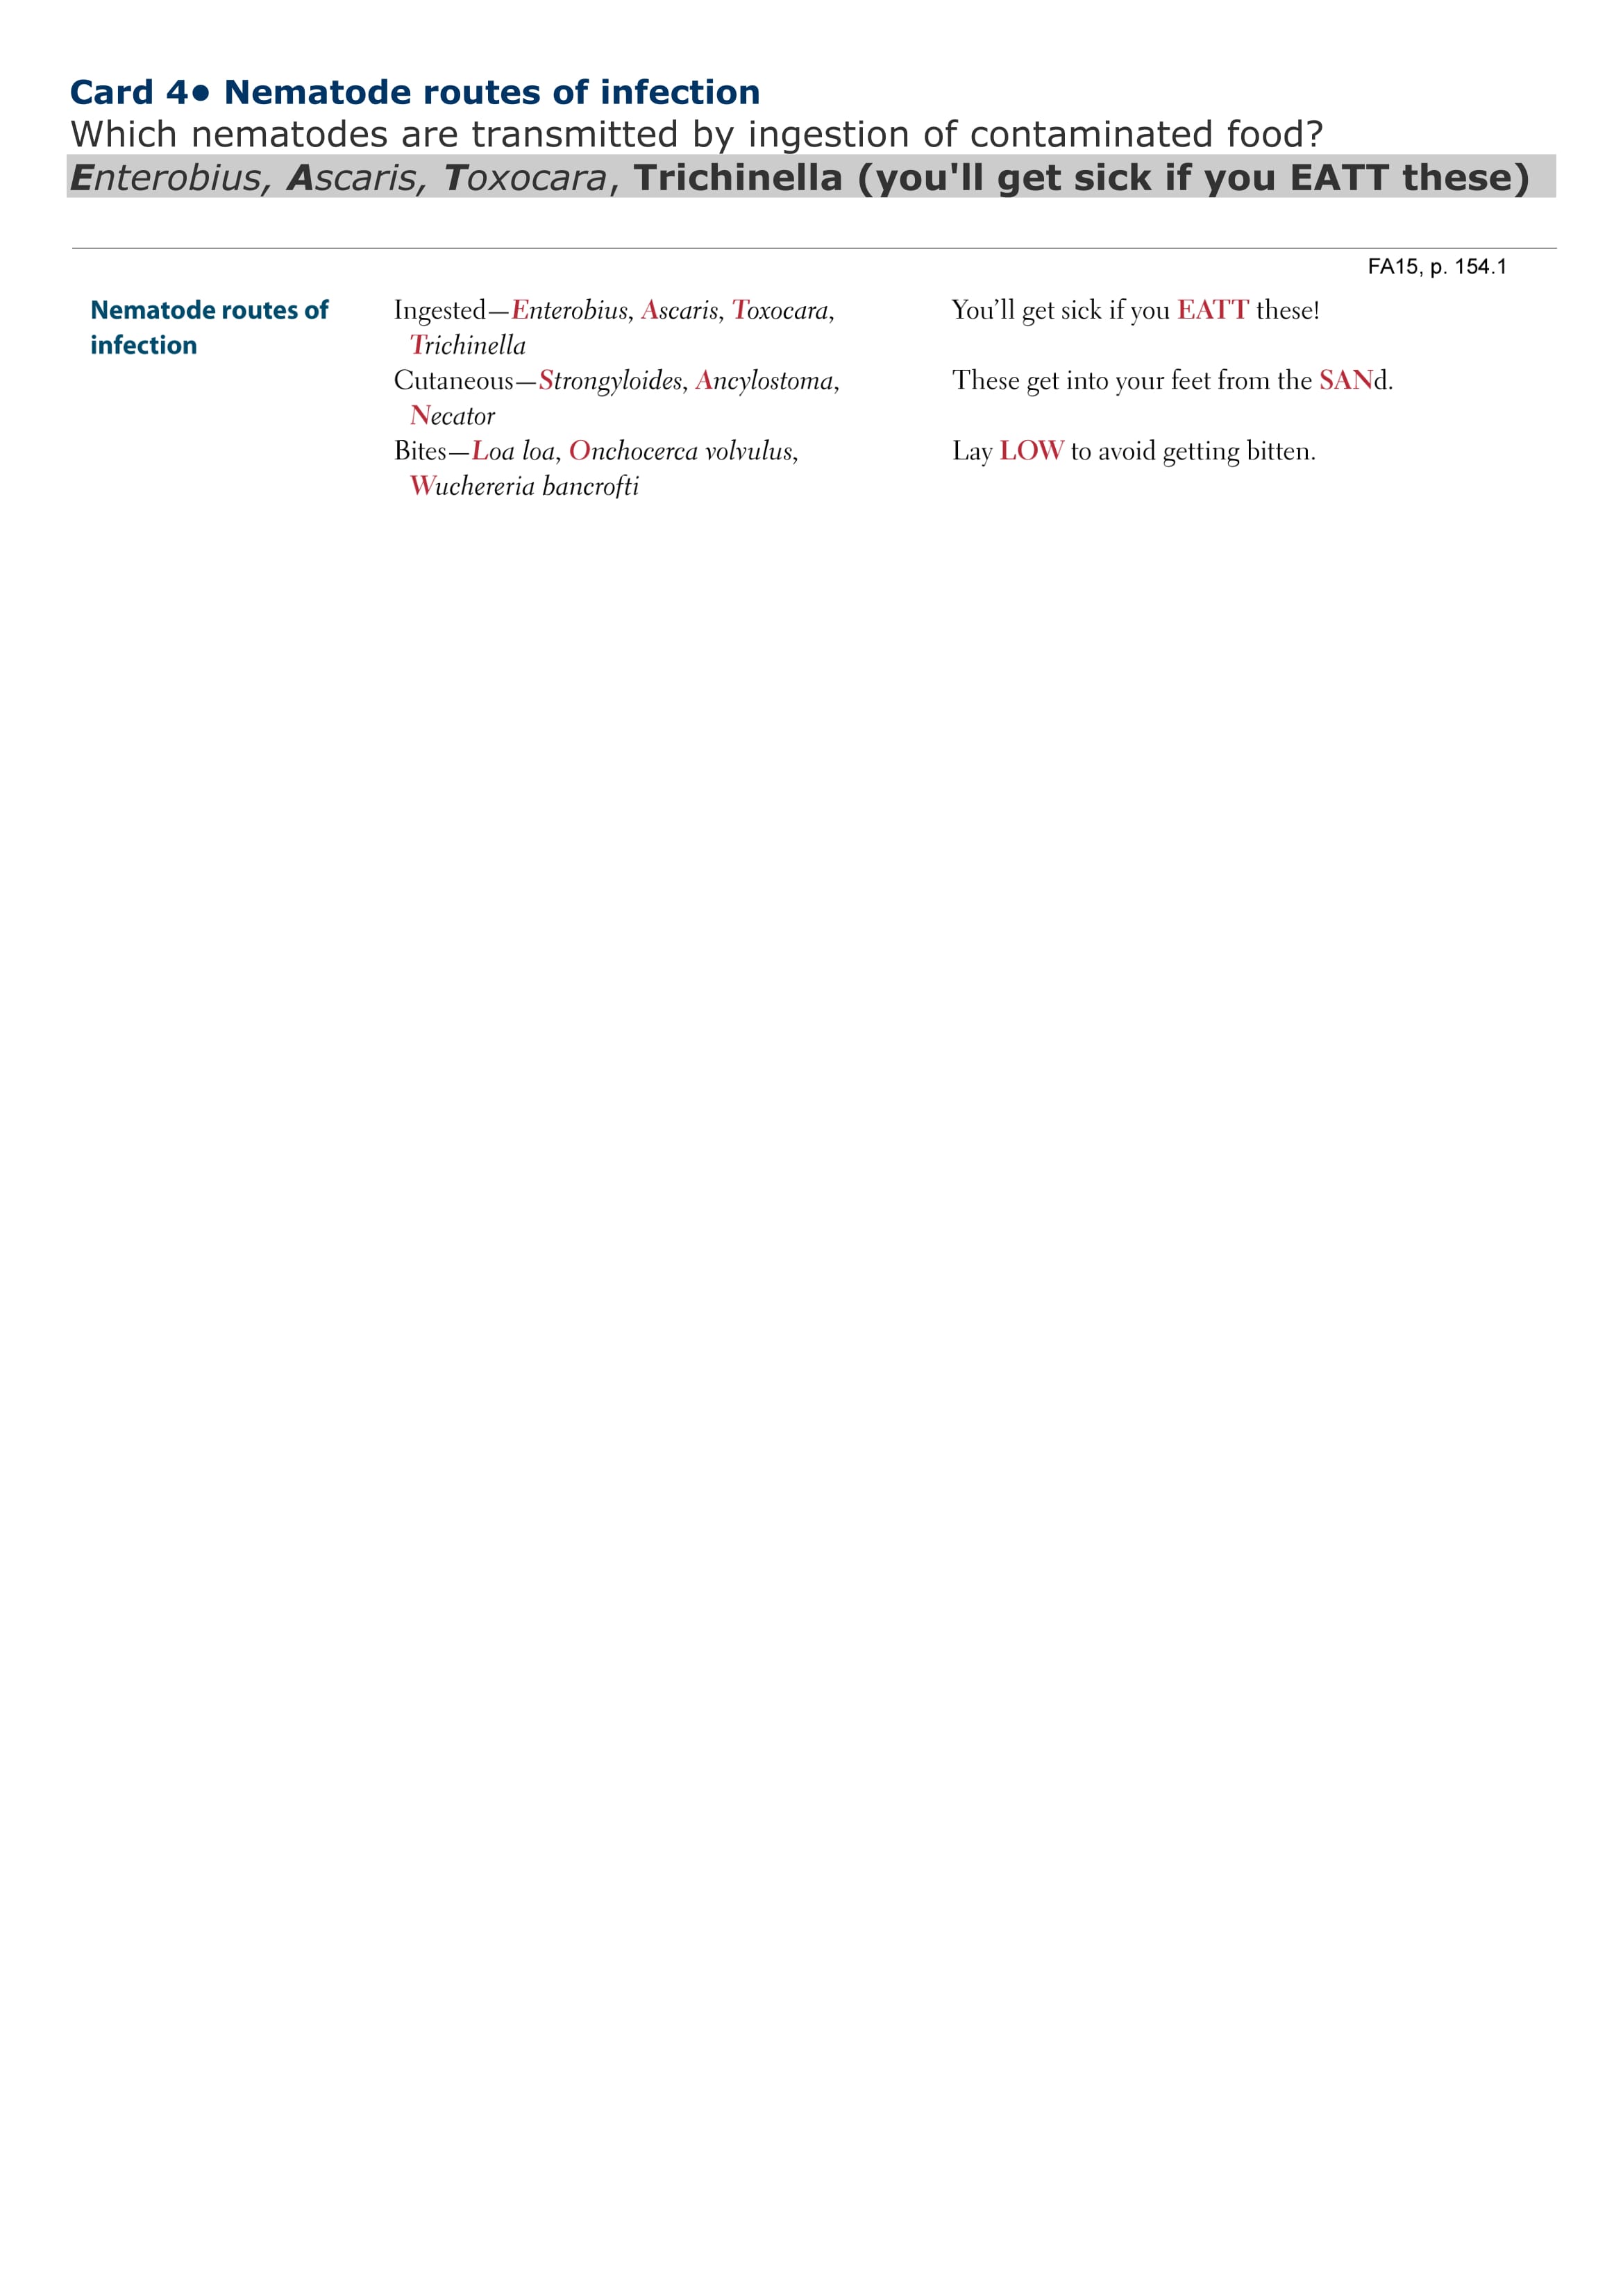 Card 4● Nematode routes of infection
Which nematodes are transmitted by ingestion of contaminated food?
Enterobius, Ascaris, Toxocara, Trichinella (you'll get sick if you EATT these)
FA15, p. 154.1
Nematode routes of
infection
Ingested—Enterobius, Ascaris, Toxocara,
Trichinella
You’ll get sick if you EATT these!
Cutaneous—Strongyloides, Ancylostoma,
Necator
These get into your feet from the SANd.
Bites—Loa loa, Onchocerca volvulus,
Wuchereria bancrofti
Lay LOW to avoid getting bitten.